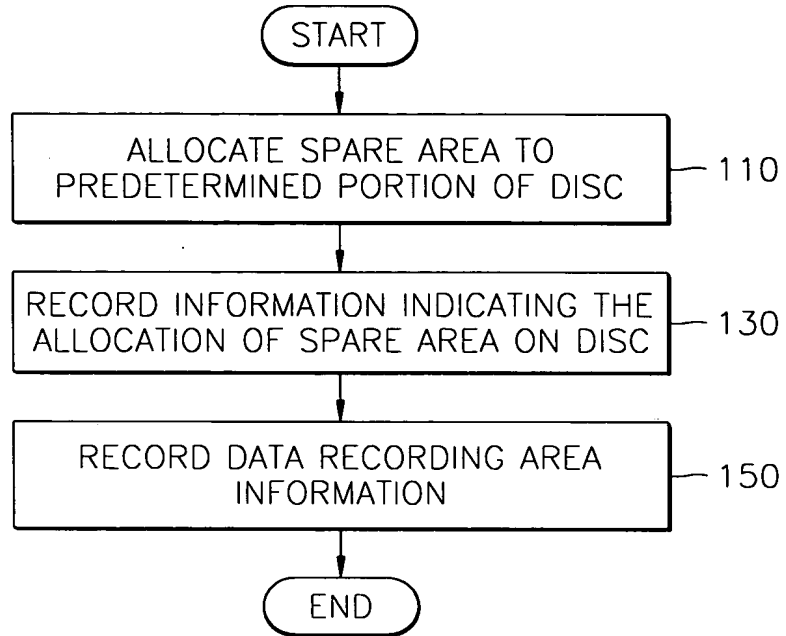 START
ALLOCATE SPARE AREA TO
PREDETERMINED PORTION OF DISC
110
RECORD INFORMATION INDICATING THE
ALLOCATION OF SPARE AREA ON DISC
130
RECORD DATA RECORDING AREA
INFORMATION
150
END